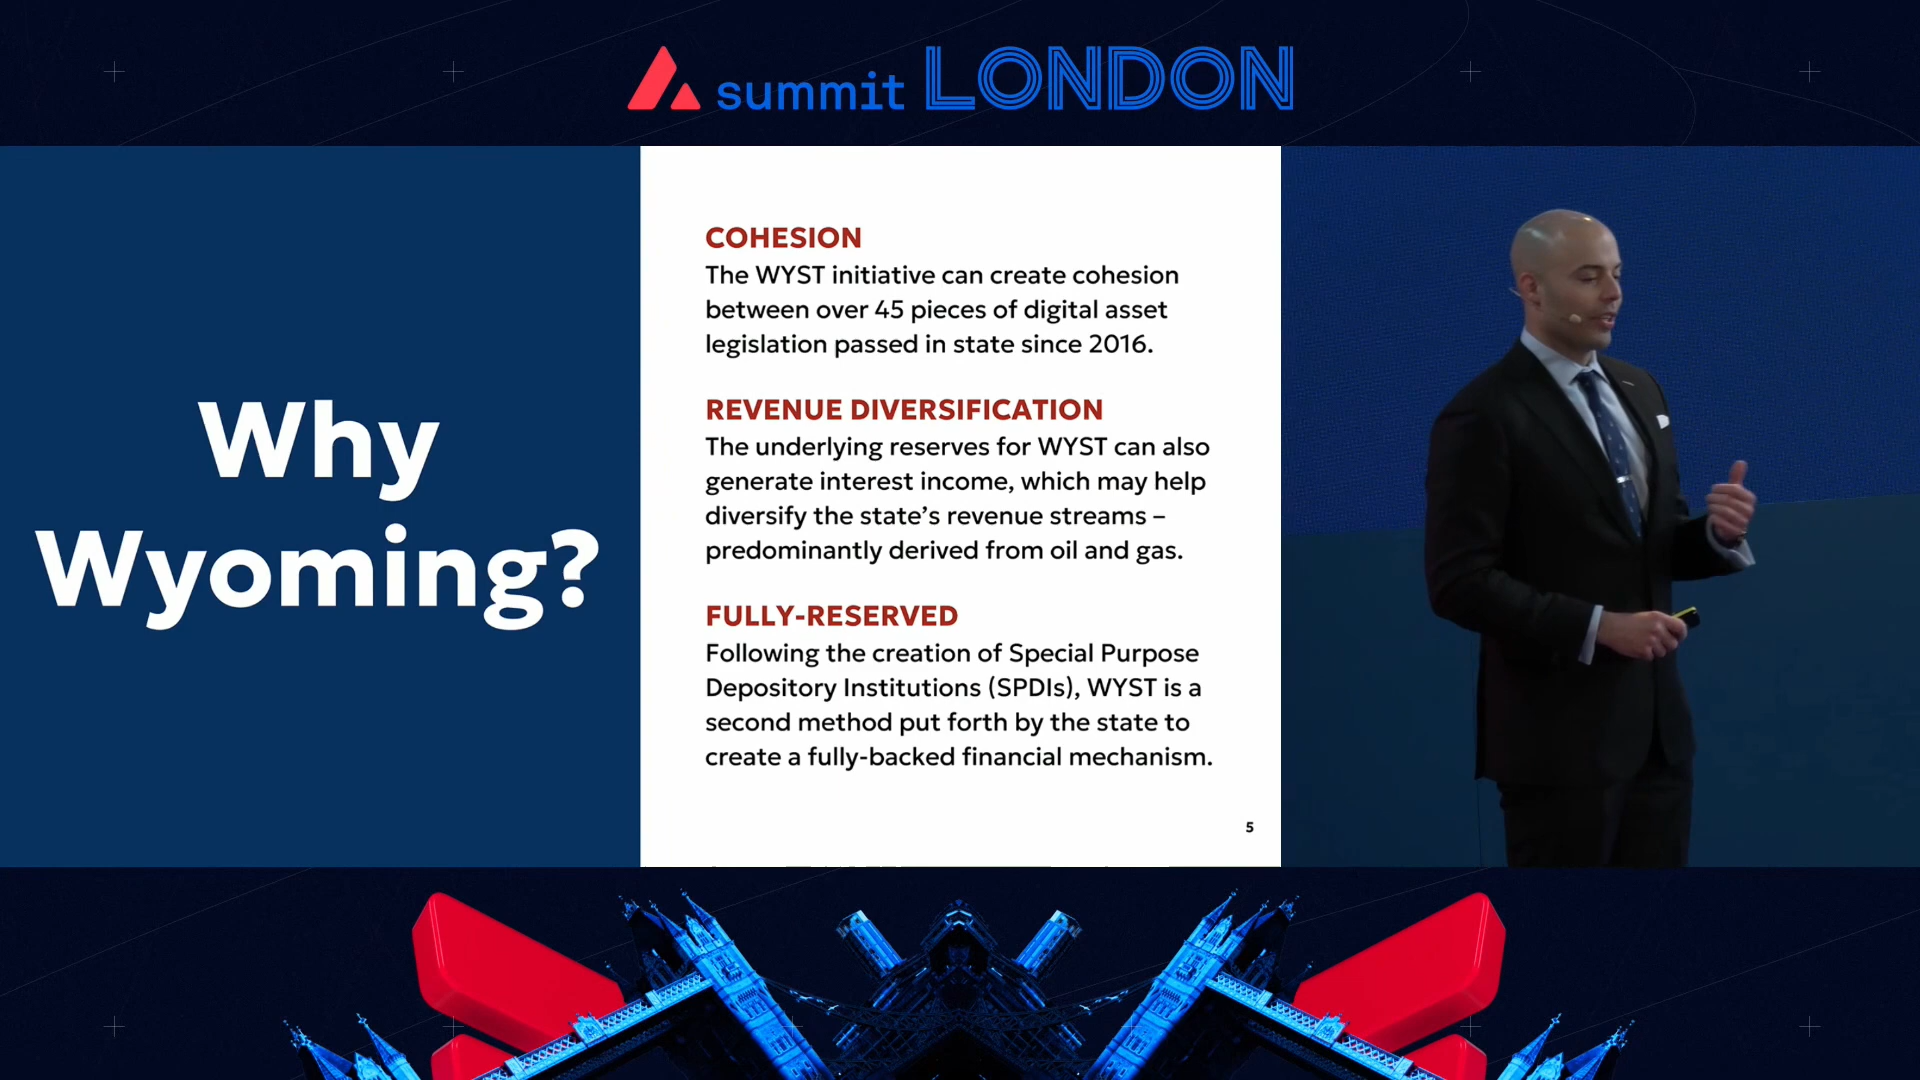 summit LONDON
Why
Wyoming?
COHESION
The WYST initiative can create cohesion
between over 45 pieces of digital asset
legislation passed in state since 2016.
REVENUE DIVERSIFICATION
The underlying reserves for WYST can also
generate interest income, which may help
diversify the state’s revenue streams –
predominantly derived from oil and gas.
FULLY-RESERVED
Following the creation of Special Purpose
Depository Institutions (SPDIs), WYST is a
second method put forth by the state to
create a fully-backed financial mechanism.
5